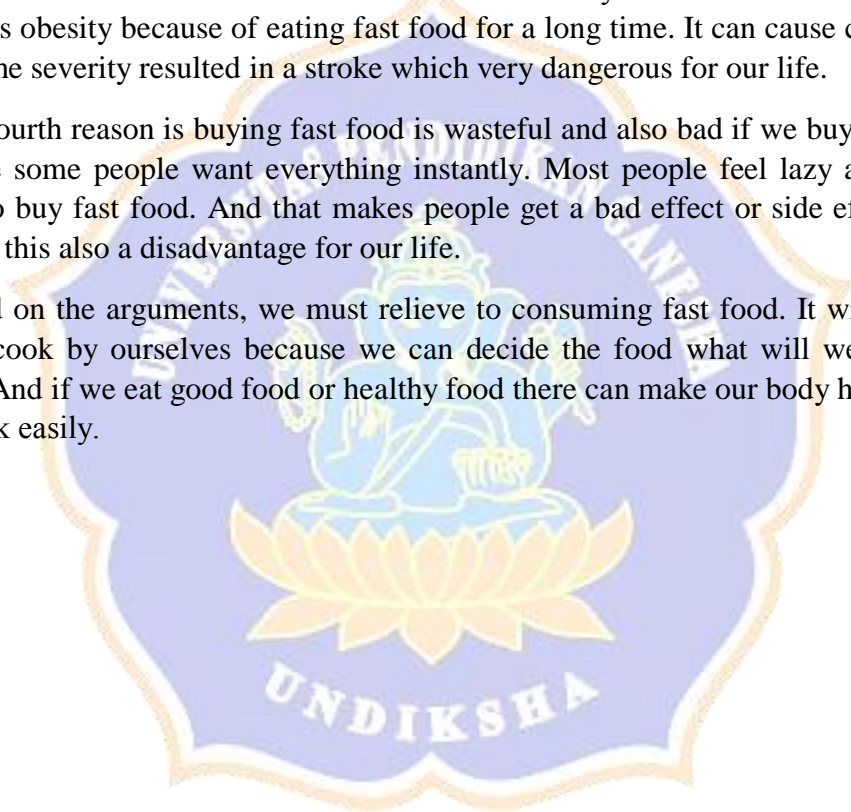 s obesity because of eating fast food for a long time. It can cause
ne severity resulted in a stroke which very dangerous for our life.
ourth reason is buying fast food is wasteful and also bad if we buy
some people want everything instantly. Most people feel lazy
o buy fast food. And that makes people get a bad effect or side
this also a disadvantage for our life.
on the arguments, we must relieve to consuming fast food. It
cook by ourselves because we can decide the food what will we
And if we eat good food or healthy food there can make our body
k easily.
UNIVERSITAS PENDIDIKAN GANESHA
UNDIKSHA